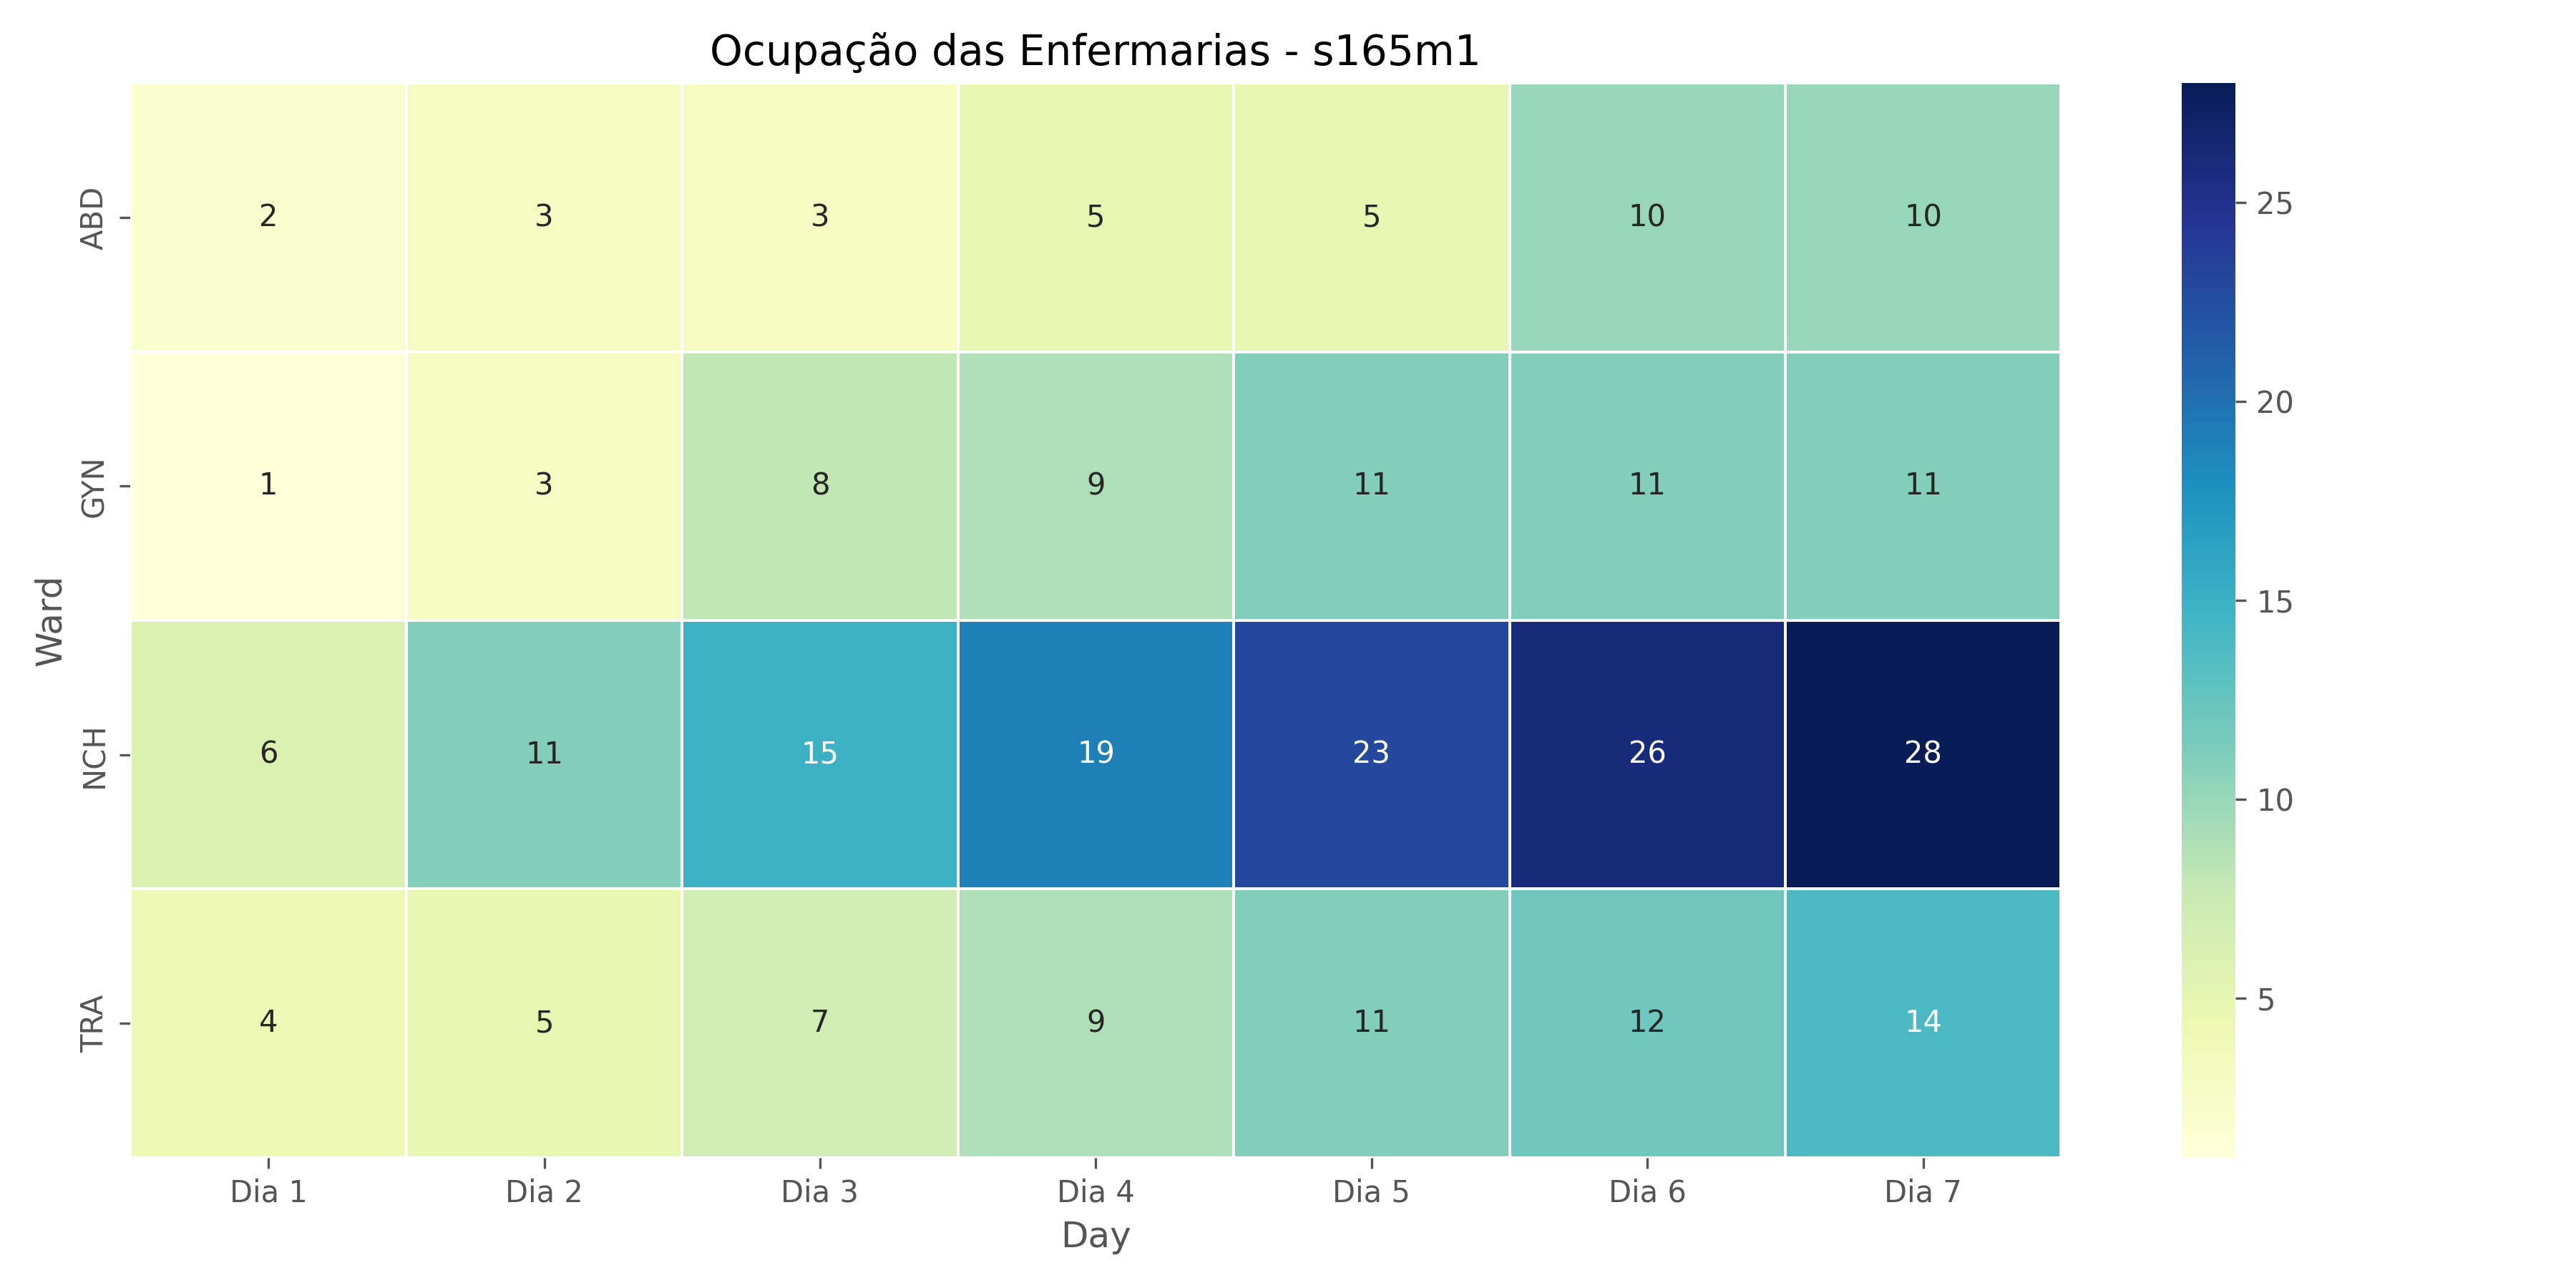 Ocupação das Enfermarias - s165m1
Ward
ABD 2 3 3 5 5 10 10
GYN 1 3 8 9 11 11 11
NCH 6 11 15 19 23 26 28
TRA 4 5 7 9 11 12 14
Dia 1 Dia 2 Dia 3 Dia 4 Dia 5 Dia 6 Dia 7
Day
25
20
15
10
5